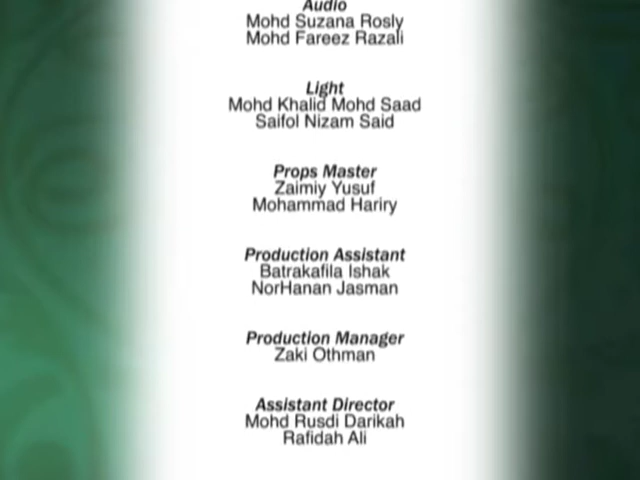 Audio
Mohd Suzana Rosly
Mohd Fareez Razali
Light
Mohd Khalid Mohd Saad
Saifol Nizam Said
Props Master
Zaimiy Yusuf
Mohammad Hariry
Production Assistant
Batrakafila Ishak
NorHanan Jasman
Production Manager
Zaki Othman
Assistant Director
Mohd Rusdi Darikah
Rafidah Ali